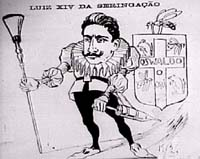 LUIZ XIV DA SERINGAÇÃO
OSWALDO